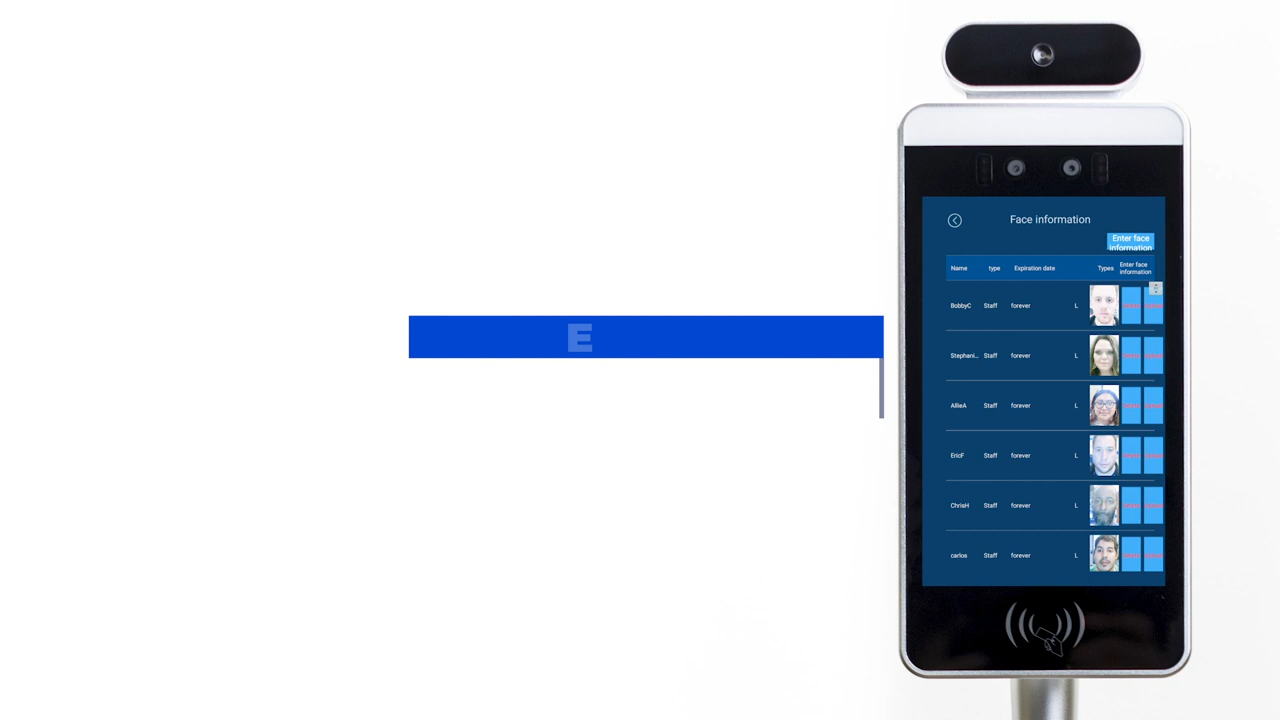 E
Face information
Enter face
information
Name type Expiration date Types Enter face
information
BobbyC Staff forever L
Stephani... Staff forever L
AllieA Staff forever L
EricF Staff forever L
ChrisH Staff forever L
carlos Staff forever L